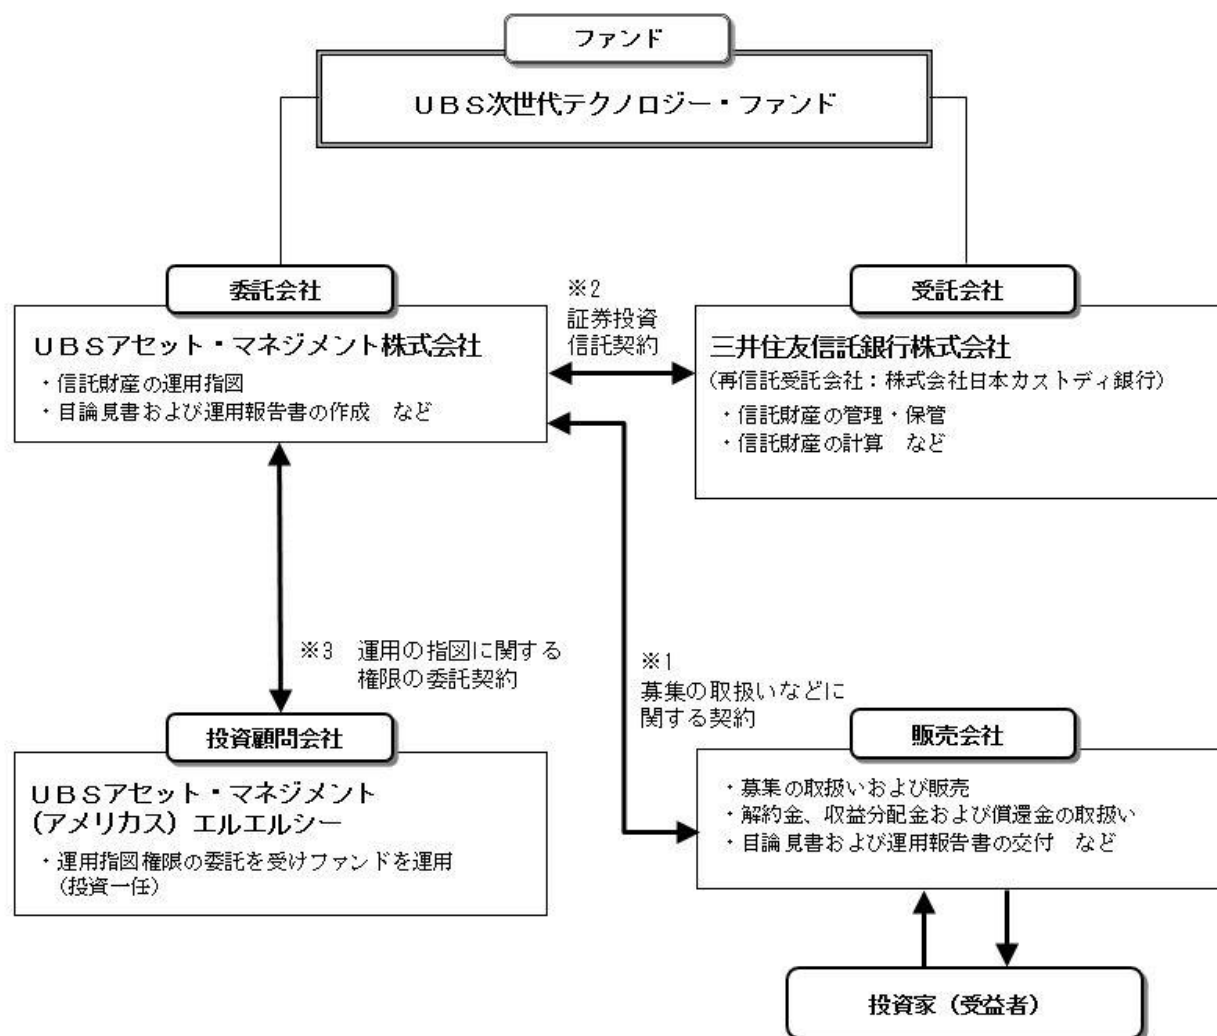 ファンド
ＵＢＳ次世代テクノロジー・ファンド
委託会社
ＵＢＳアセット・マネジメント株式会社
・信託財産の運用指図
・目論見書および運用報告書の作成　など
※2
証券投資
信託契約
受託会社
三井住友信託銀行株式会社
（再信託受託会社：株式会社日本カストディ銀行）
・信託財産の管理・保管
・信託財産の計算　など
※3　運用の指図に関する
権限の委託契約
※1
募集の取扱いなどに
関する契約
投資顧問会社
ＵＢＳアセット・マネジメント
（アメリカス）エルエルシー
・運用指図権限の委託を受けファンドを運用
（投資一任）
販売会社
・募集の取扱いおよび販売
・解約金、収益分配金および償還金の取扱い
・目論見書および運用報告書の交付　など
投資家（受益者）